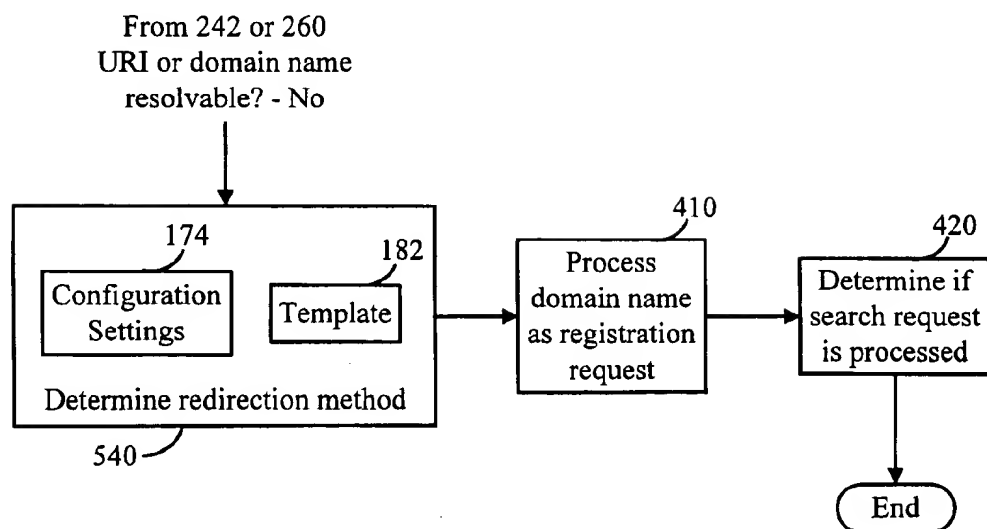 From 242 or 260
URI or domain name
resolvable? - No
174
182
Configuration
Settings
Template
Determine redirection method
540
410
Process
domain name
as registration
request
420
Determine if
search request
is processed
End